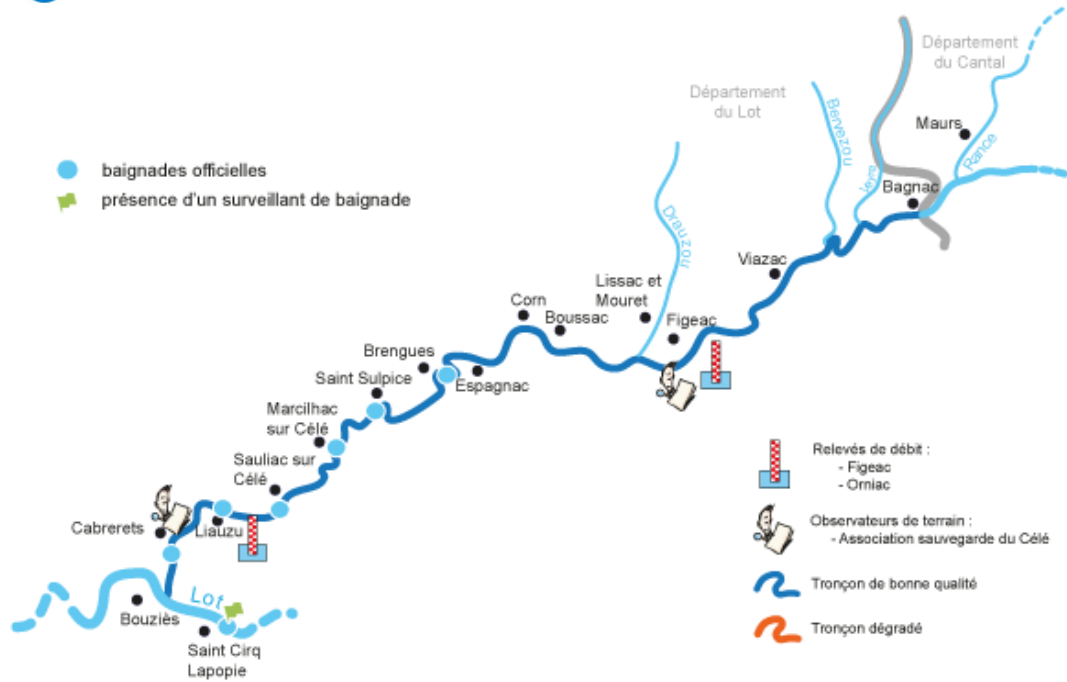 Département
du Cantal
Département
du Lot
Bervezou
Maurs
Rance
Veyre
Bagnac
baignades officielles
présence d'un surveillant de baignade
Drauzou
Viazac
Lissac et
Mouret
Corn
Boussac
Figeac
Brengues
Saint Sulpice
Espagnac
Marcilhac
sur Célé
Sauliac sur
Célé
Cabrerets
Liauzu
Lot
Bouziès
Saint Cirq
Lapopie
Relevés de débit :
- Figeac
- Orniac
Observateurs de terrain :
- Association sauvegarde du Célé
Tronçon de bonne qualité
Tronçon dégradé